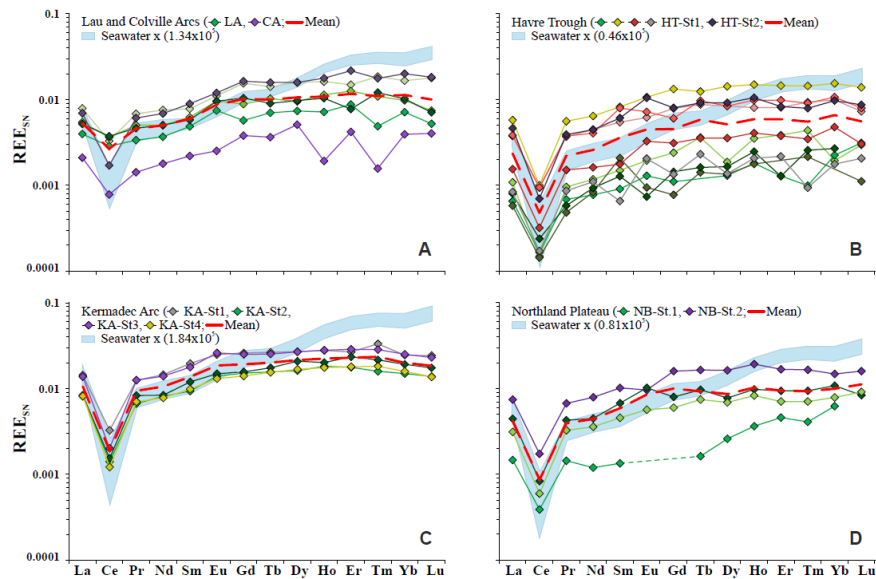 Lau and Colville Arcs (LA, CA, Mean)
Seawater x (1.34x10⁵)
0.1
0.01
0.001
0.0001
REE_SN
A
Havre Trough (HT-St1, HT-St2; Mean)
Seawater x (0.46x10⁵)
B
Kermadec Arc (KA-St1, KA-St2,
KA-St3, KA-St4; Mean)
Seawater x (1.84x10⁵)
0.1
0.01
0.001
0.0001
REE_SN
La Ce Pr Nd Sm Eu Gd Tb Dy Ho Er Tm Yb Lu
C
Northland Plateau (NB-St.1, NB-St.2; Mean)
Seawater x (0.81x10⁵)
La Ce Pr Nd Sm Eu Gd Tb Dy Ho Er Tm Yb Lu
D